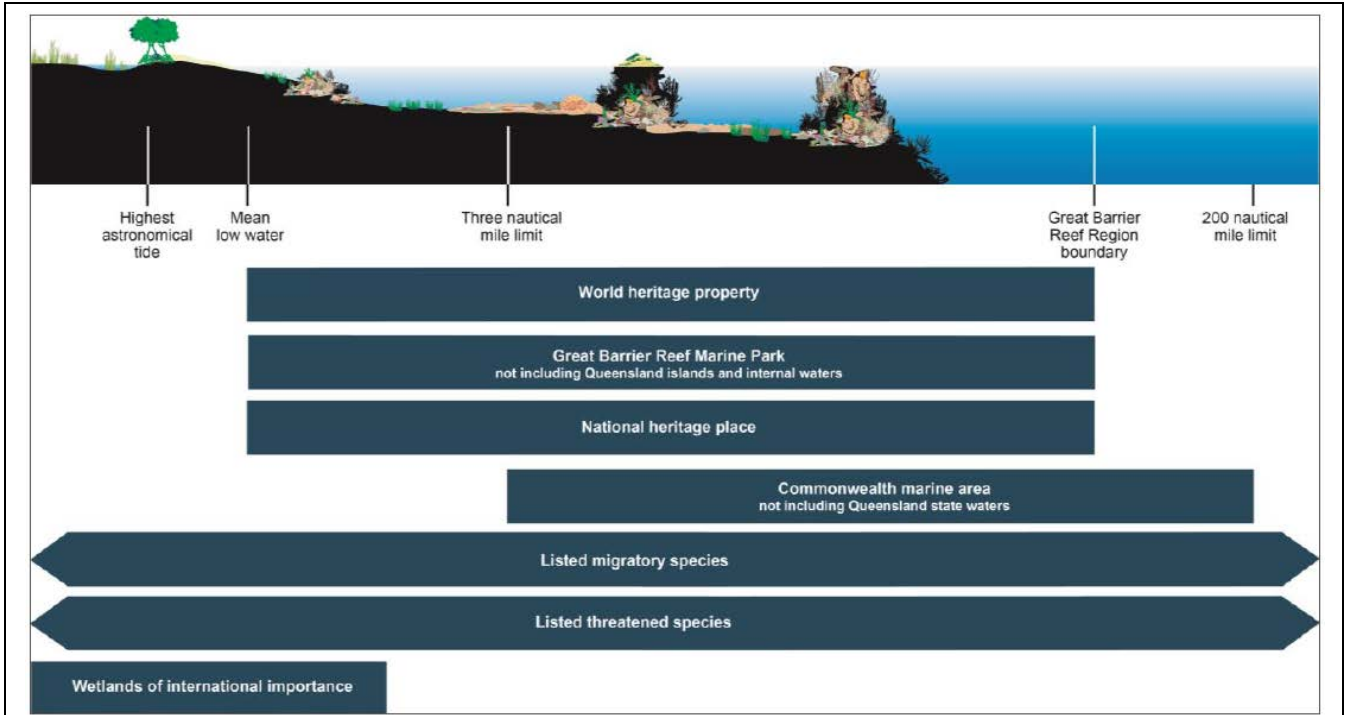 Highest
astronomical
tide
Mean
low water
Three nautical
mile limit
Great Barrier
Reef Region
boundary
200 nautical
mile limit
World heritage property
Great Barrier Reef Marine Park
not including Queensland islands and internal waters
National heritage place
Commonwealth marine area
not including Queensland state waters
Listed migratory species
Listed threatened species
Wetlands of international importance